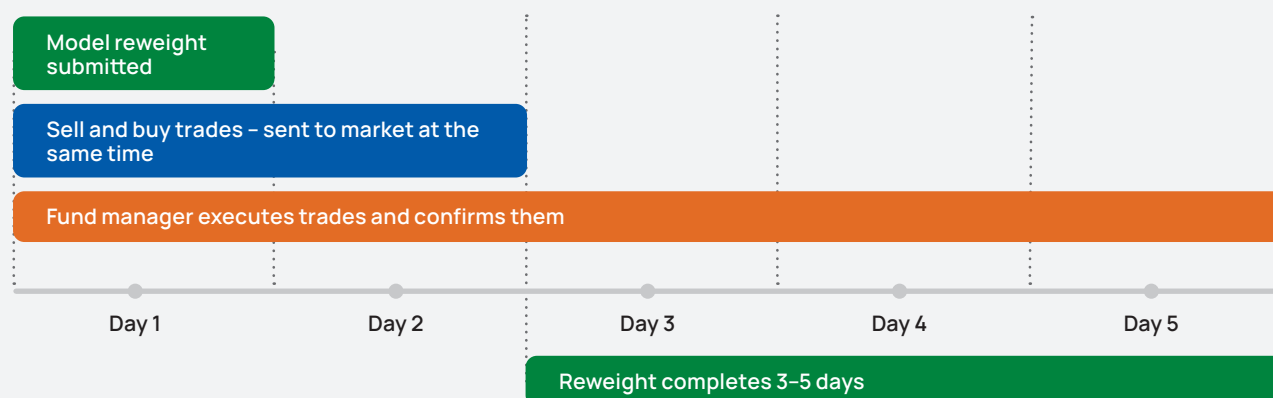 Model reweight
submitted
Sell and buy trades – sent to market at the
same time
Fund manager executes trades and confirms them
Day 1
Day 2
Day 3
Day 4
Day 5
Reweight completes 3–5 days